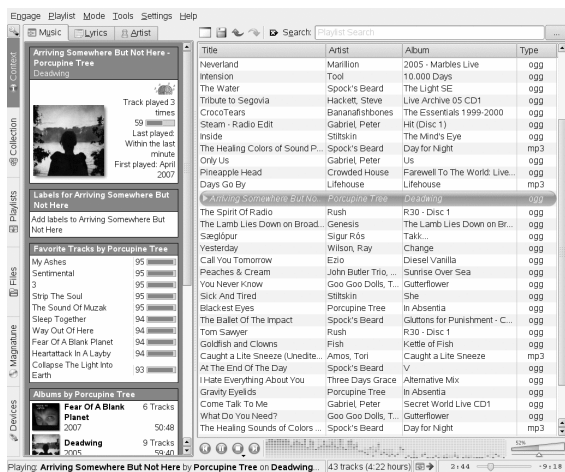 Engage Playlist Mode Tools Settings Help
Music Lyrics Artist
Search: Playlist Search ...
Context
Collection
Playlists
Files
Magnatune
Devices
Arriving Somewhere But Not Here -
Porcupine Tree
Deadwing
Track played 3
times
59
Last played:
Within the last
minute
First played: April
2007
Labels for Arriving Somewhere But
Not Here
Add labels to Arriving Somewhere But
Not Here
Favorite Tracks by Porcupine Tree
My Ashes 95
Sentimental 95
3 95
Strip The Soul 95
The Sound Of Muzak 95
Sleep Together 94
Way Out Of Here 94
Fear Of A Blank Planet 94
Heartattack In A Layby 94
Collapse The Light Into
Earth 93
Albums by Porcupine Tree
Fear Of A Blank 6 Tracks
Planet
2007 50:48
Deadwing 9 Tracks
2005 59:40
Title Artist Album Type
Neverland Marillion 2005 - Marbles Live ogg
Intension Tool 10.000 Days ogg
The Water Spock's Beard The Light SE ogg
Tribute to Segovia Hackett, Steve Live Archive 05 CD1 ogg
CrocoTears Bananafishbones The Essentials 1999-2000 ogg
Steam - Radio Edit Gabriel, Peter Hit (Disc 1) ogg
Inside Stiltskin The Mind's Eye ogg
The Healing Colors of Sound P... Spock's Beard Day for Night mp3
Only Us Gabriel, Peter Us ogg
Pineapple Head Crowded House Farewell To The World: Live... ogg
Days Go By Lifehouse Lifehouse mp3
Arriving Somewhere But No... Porcupine Tree Deadwing ogg
The Spirit Of Radio Rush R30 - Disc 1 ogg
The Lamb Lies Down on Broad... Genesis The Lamb Lies Down on Br... ogg
Sæglópur Sigur Rós Takk... ogg
Yesterday Wilson, Ray Change ogg
Call You Tomorrow Ezio Diesel Vanilla ogg
Peaches & Cream John Butler Trio, ... Sunrise Over Sea ogg
You Never Know Goo Goo Dolls, T... Gutterflower ogg
Sick And Tired Stiltskin She ogg
Blackest Eyes Porcupine Tree In Absentia ogg
The Ballet Of The Impact Spock's Beard Gluttons for Punishment - C... ogg
Tom Sawyer Rush R30 - Disc 1 ogg
Goldfish and Clowns Fish Kettle of Fish ogg
Caught a Lite Sneeze (Unedite... Amos, Tori Caught a Lite Sneeze mp3
At The End Of The Day Spock's Beard V ogg
I Hate Everything About You Three Days Grace Alternative Mix ogg
Gravity Eyelids Porcupine Tree In Absentia ogg
Come Talk To Me Gabriel, Peter Secret World Live CD1 ogg
What Do You Need? Goo Goo Dolls, T... Gutterflower ogg
The Healing Sounds of Colors ... Spock's Beard Day for Night mp3
52%
Playing: Arriving Somewhere But Not Here by Porcupine Tree on Deadwing... 43 tracks (4:22 hours) 2:44 -9:18